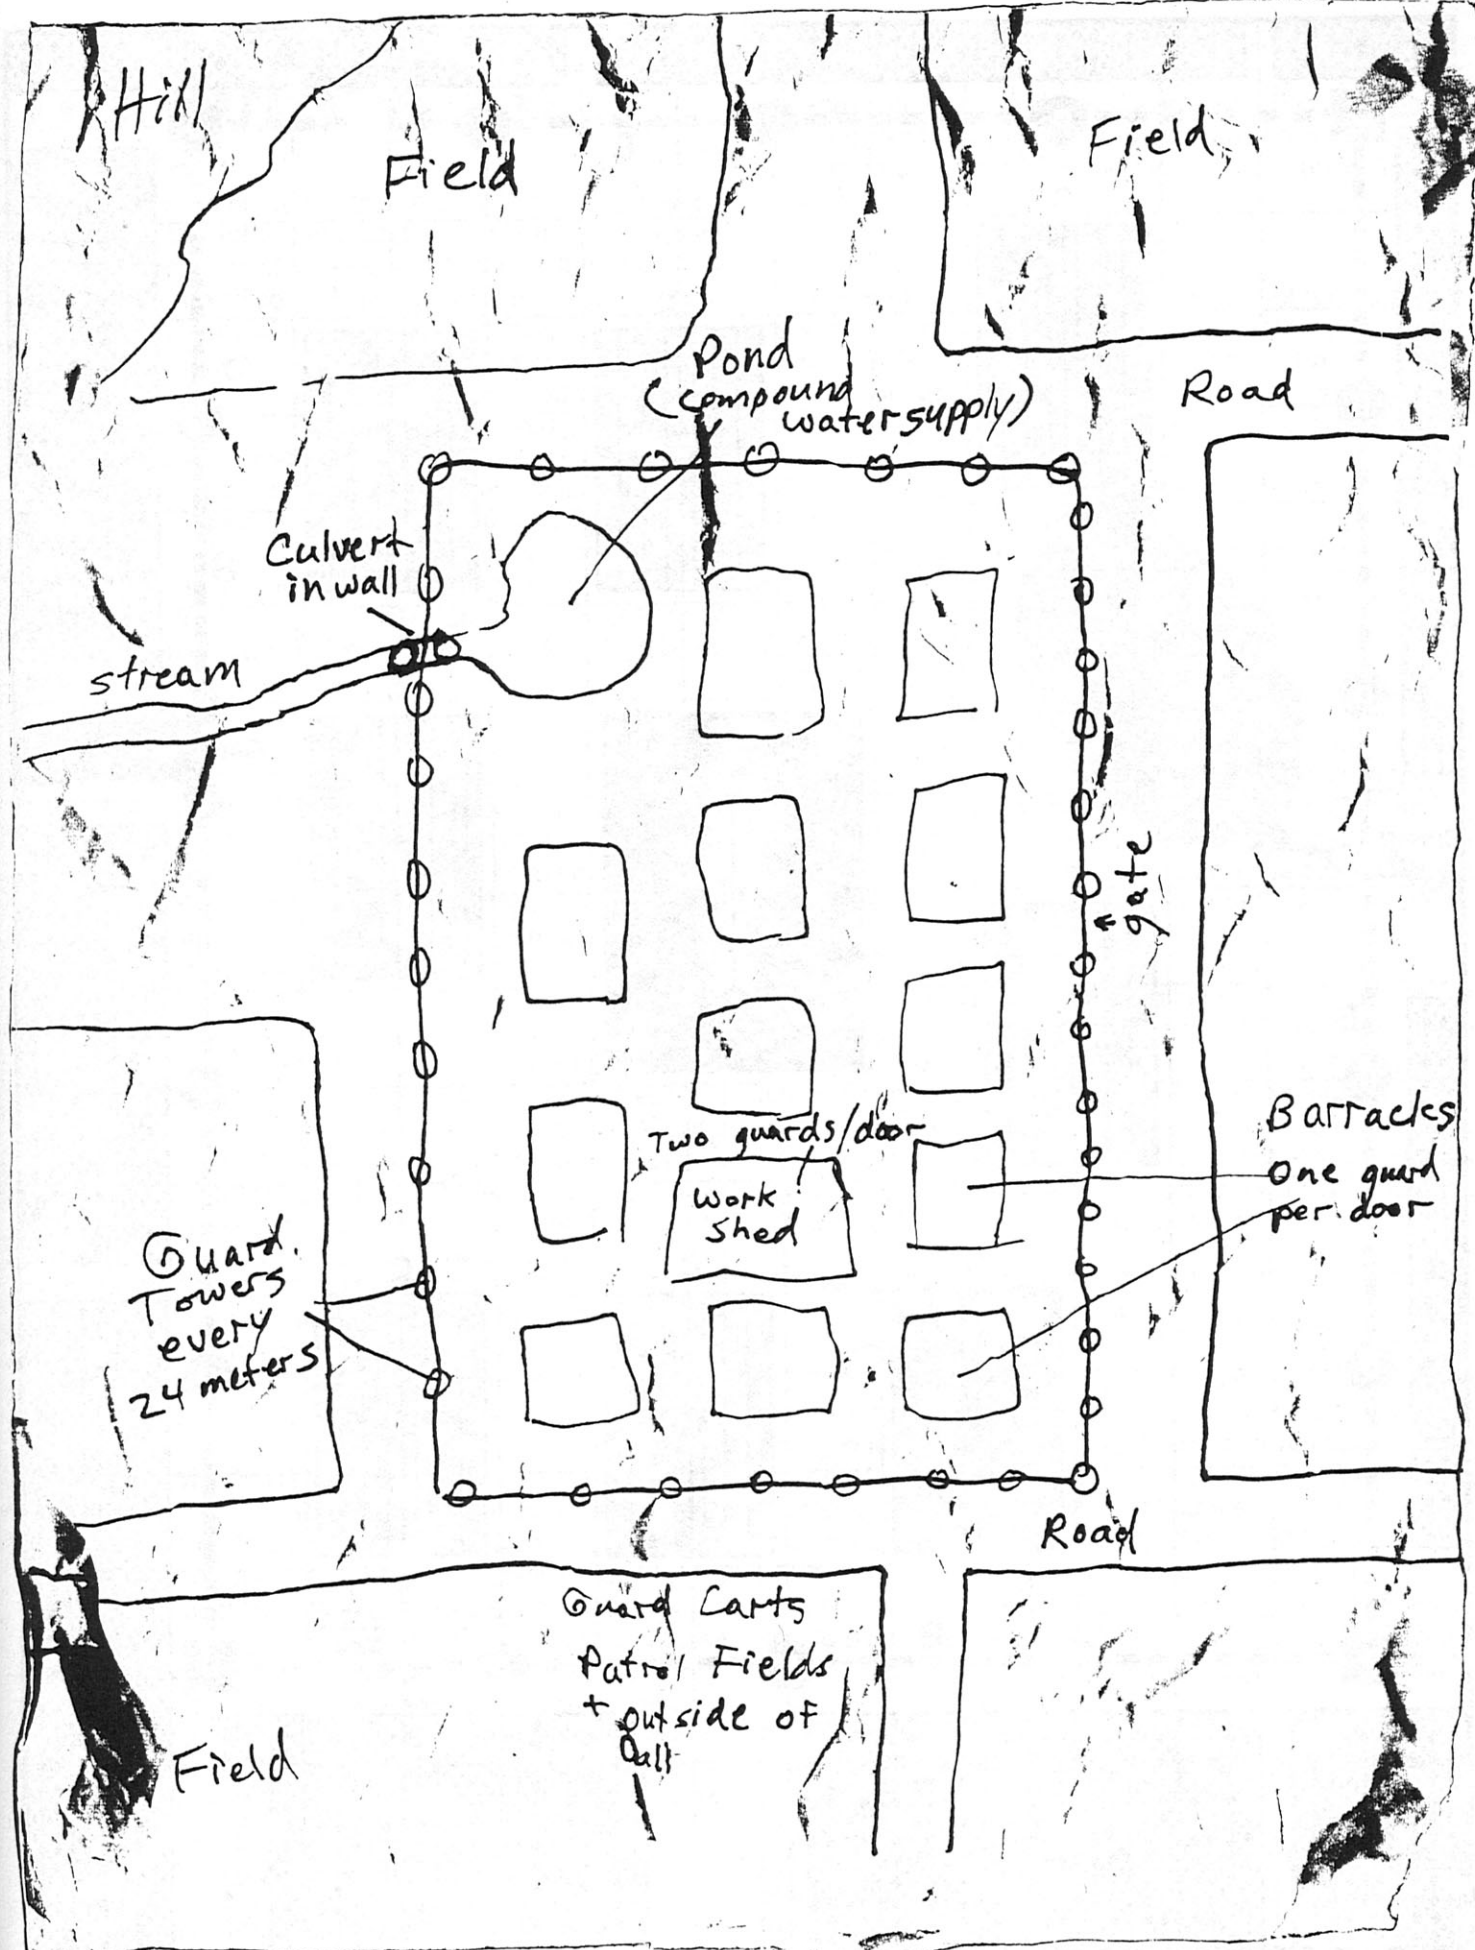 Hill
Field
Field
Pond
(compound
water supply)
Road
Culvert
in wall
stream
gate
Barracks
One guard
per door
Two guards/door
Work
Shed
Guard
Towers
every
24 meters
Road
Guard Carts
Patrol Fields
+ outside of
Field